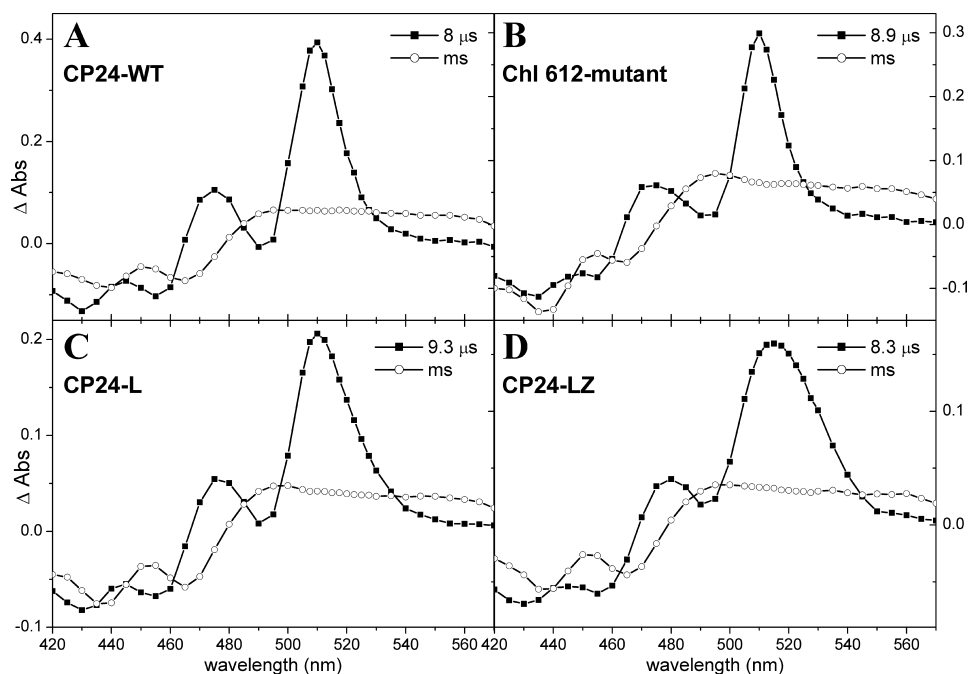 A
CP24-WT
8 μs
ms
B
Chl 612-mutant
8.9 μs
ms
C
CP24-L
9.3 μs
ms
D
CP24-LZ
8.3 μs
ms
0.4
0.2
0.0
Δ Abs
0.3
0.2
0.1
0.0
-0.1
0.2
0.1
0.0
-0.1
Δ Abs
0.1
0.0
420 440 460 480 500 520 540 560
wavelength (nm)
420 440 460 480 500 520 540 560
wavelength (nm)